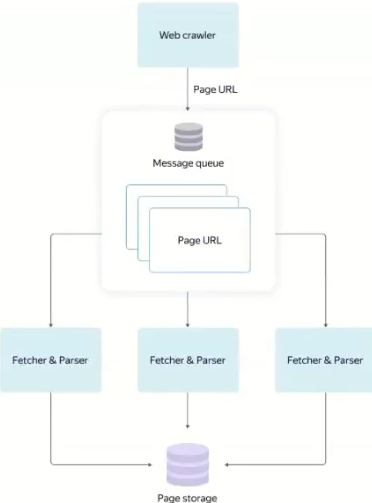 Web crawler
Page URL
Message queue
Page URL
Fetcher & Parser
Fetcher & Parser
Fetcher & Parser
Page storage